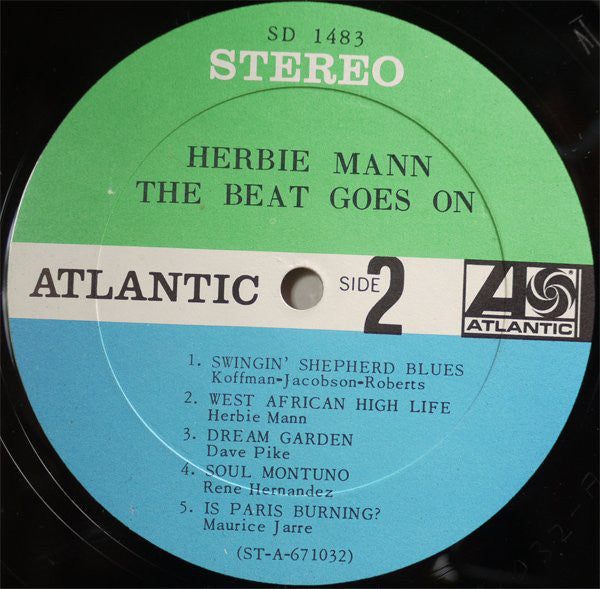 SD 1483
STEREO
HERBIE MANN
THE BEAT GOES ON
ATLANTIC
SIDE 2
ATLANTIC
1. SWINGIN' SHEPHERD BLUES
Koffman-Jacobson-Roberts
2. WEST AFRICAN HIGH LIFE
Herbie Mann
3. DREAM GARDEN
Dave Pike
4. SOUL MONTUNO
Rene Hernandez
5. IS PARIS BURNING?
Maurice Jarre
(ST-A-671032)